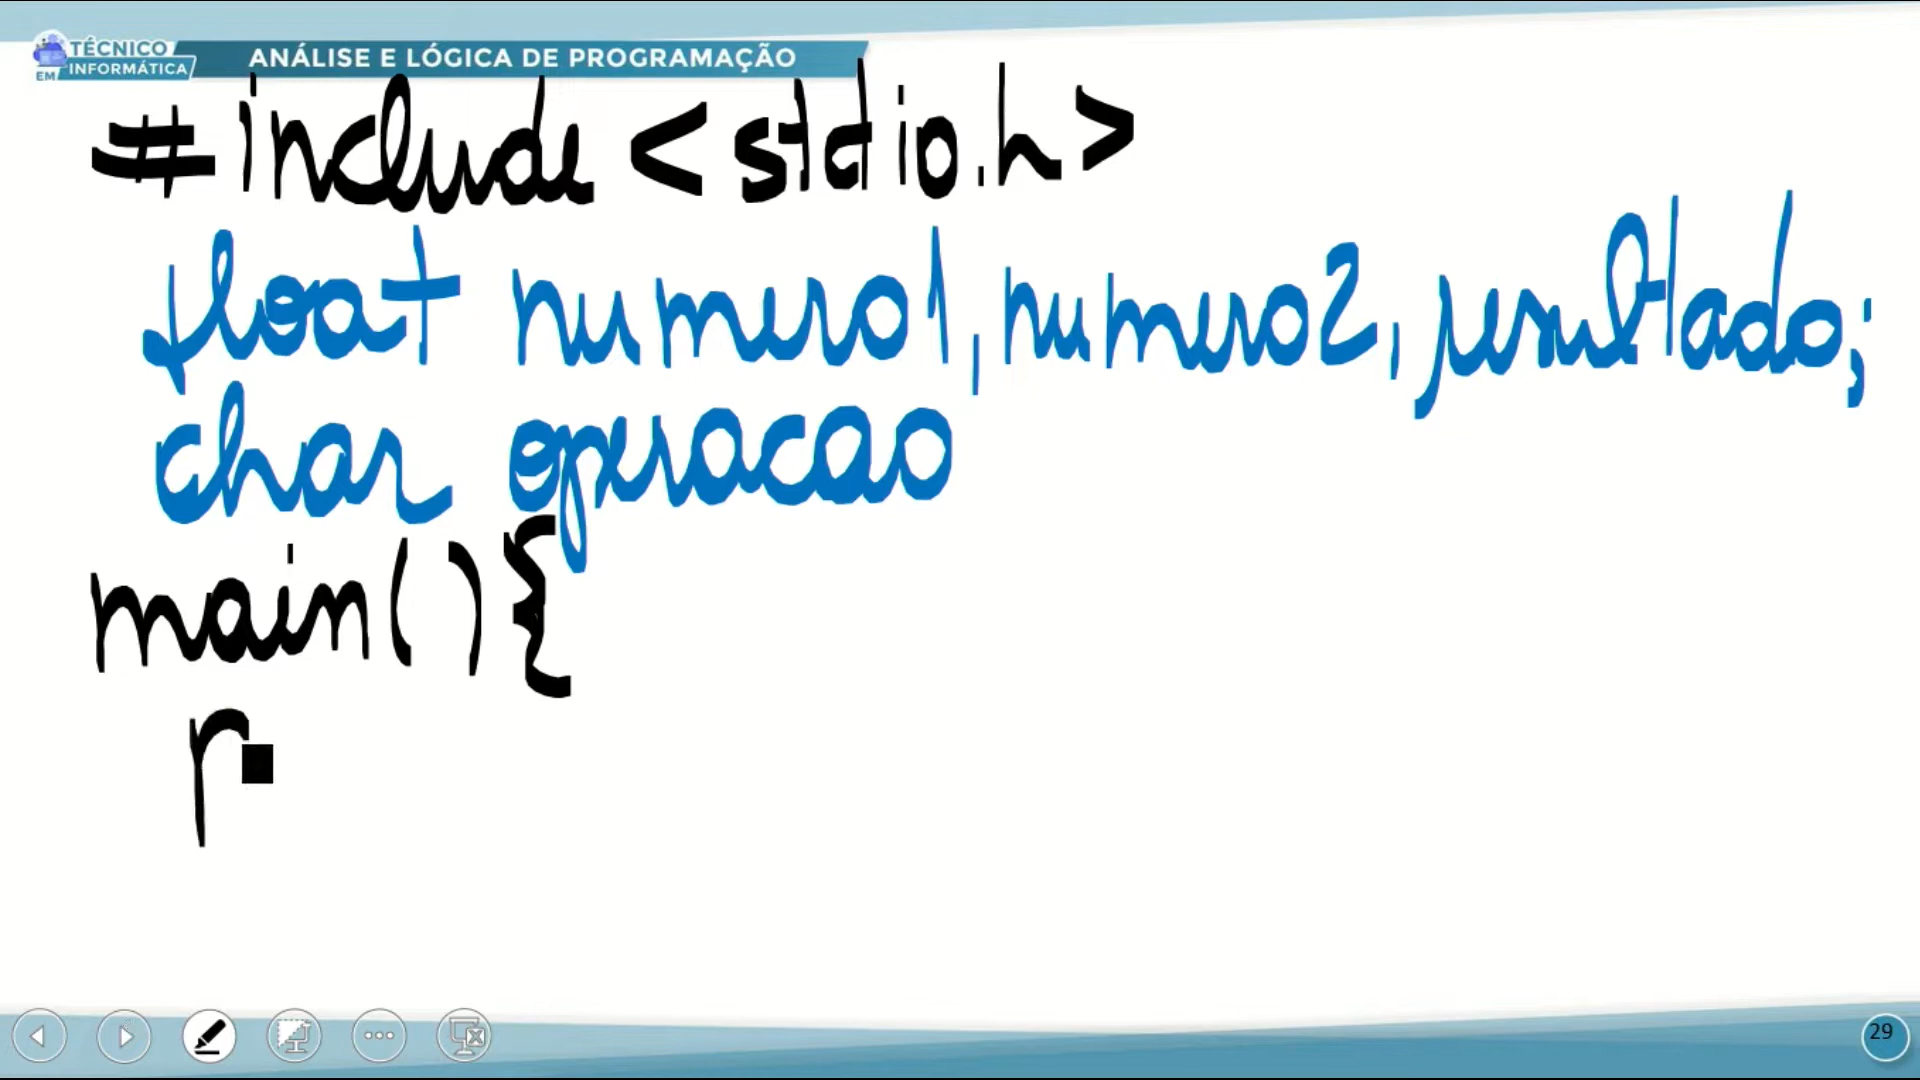 TÉCNICO
EM INFORMÁTICA
ANÁLISE E LÓGICA DE PROGRAMAÇÃO
#include <stdio.h>
float numero1, numero2, resultado;
char operacao
main(){
p
29